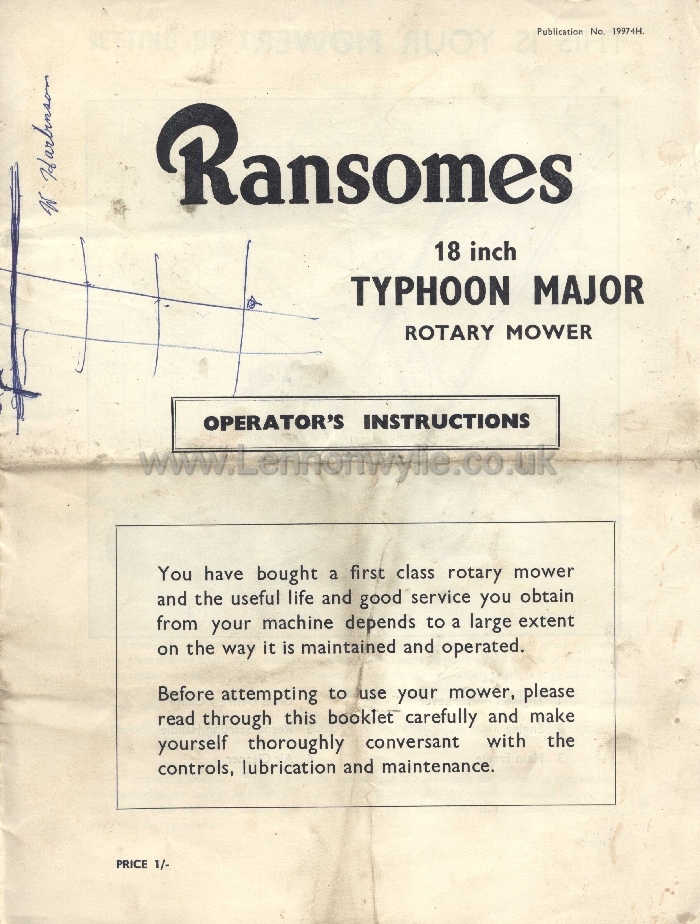 Publication No. 19974H.
W Harbinson
Ransomes
18 inch
TYPHOON MAJOR
ROTARY MOWER
OPERATOR'S INSTRUCTIONS
www.Lennonwylie.co.uk
You have bought a first class rotary mower
and the useful life and good service you obtain
from your machine depends to a large extent
on the way it is maintained and operated.
Before attempting to use your mower, please
read through this booklet carefully and make
yourself thoroughly conversant with the
controls, lubrication and maintenance.
PRICE 1/-